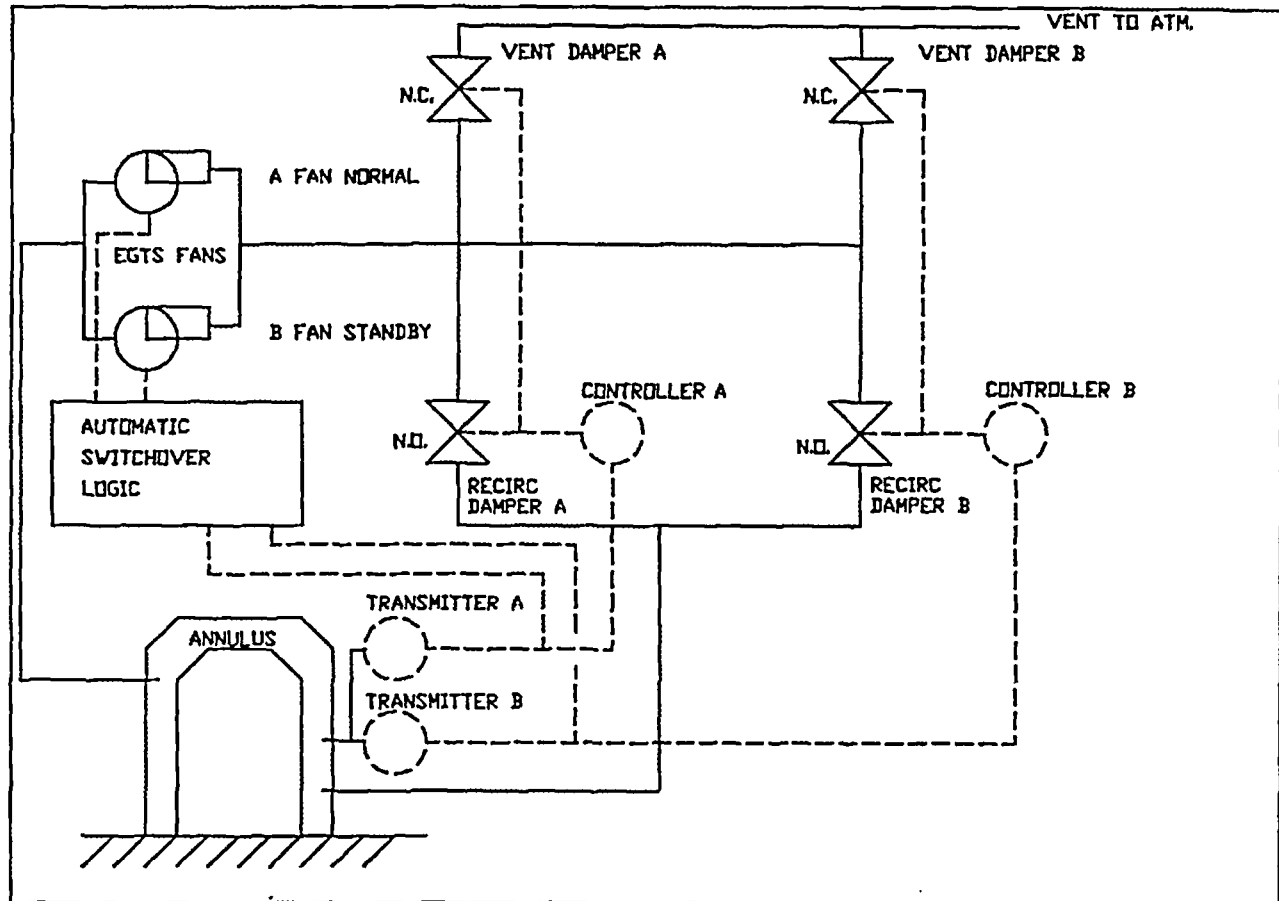 VENT TO ATM.
VENT DAMPER A
VENT DAMPER B
N.C.
N.C.
A FAN NORMAL
EGTS FANS
B FAN STANDBY
CONTROLLER A
CONTROLLER B
AUTOMATIC
SWITCHOVER
LOGIC
N.O.
N.O.
RECIRC
DAMPER A
RECIRC
DAMPER B
TRANSMITTER A
ANNULUS
TRANSMITTER B